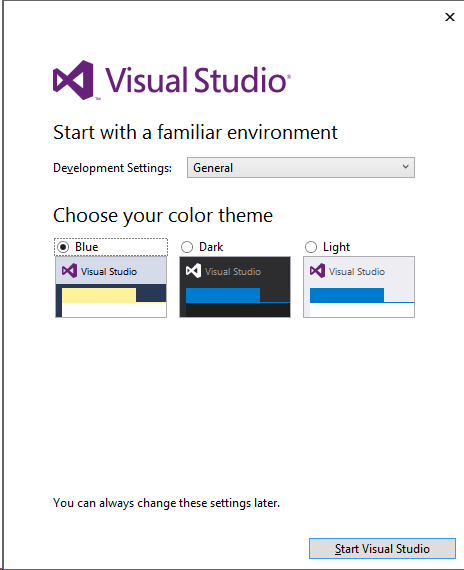 Visual Studio
Start with a familiar environment
Development Settings: General
Choose your color theme
Blue Dark Light
Visual Studio Visual Studio Visual Studio
You can always change these settings later.
Start Visual Studio